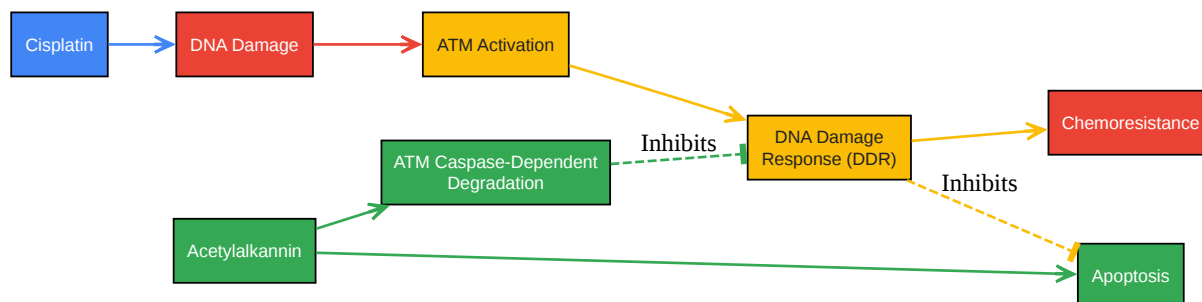 Cisplatin
DNA Damage
ATM Activation
Chemoresistance
DNA Damage
Response (DDR)
Inhibits
ATM Caspase-Dependent
Degradation
Inhibits
Acetylalkannin
Apoptosis